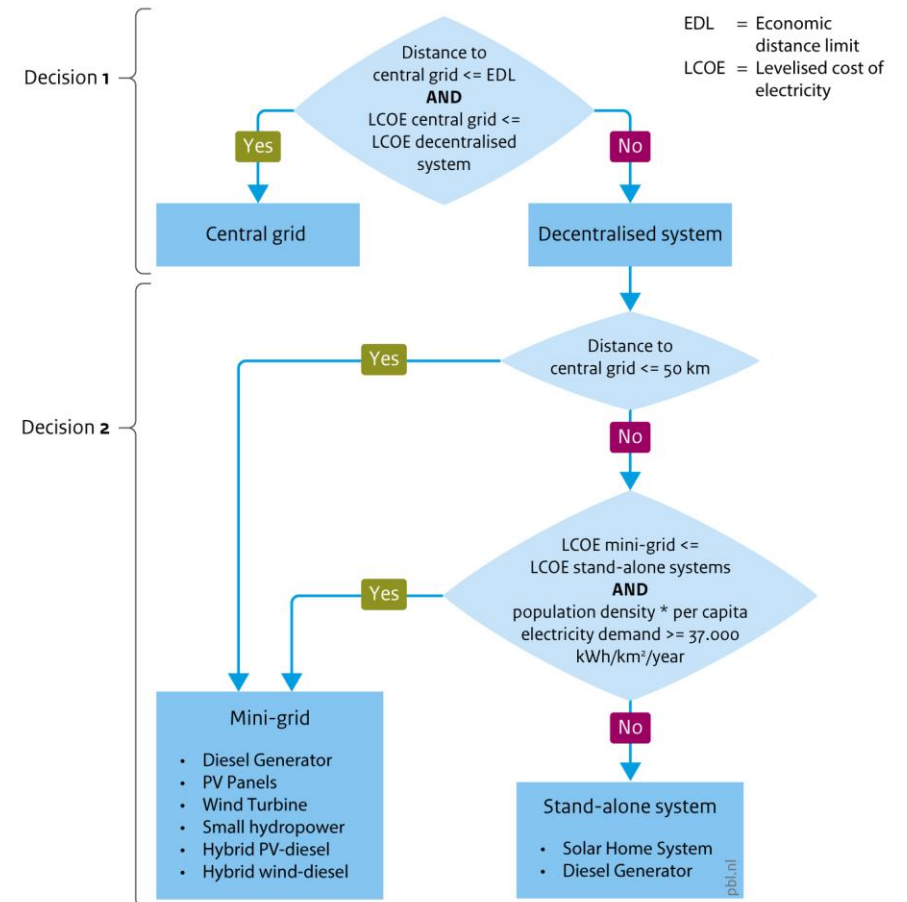 EDL = Economic
distance limit
LCOE = Levelised cost of
electricity
Decision 1
Distance to
central grid <= EDL
AND
LCOE central grid <=
LCOE decentralised
system
Yes
No
Central grid
Decentralised system
Decision 2
Distance to
central grid <= 50 km
Yes
No
LCOE mini-grid <=
LCOE stand-alone systems
AND
population density * per capita
electricity demand >= 37.000
kWh/km²/year
Yes
No
Mini-grid
• Diesel Generator
• PV Panels
• Wind Turbine
• Small hydropower
• Hybrid PV-diesel
• Hybrid wind-diesel
Stand-alone system
• Solar Home System
• Diesel Generator
pbl.nl